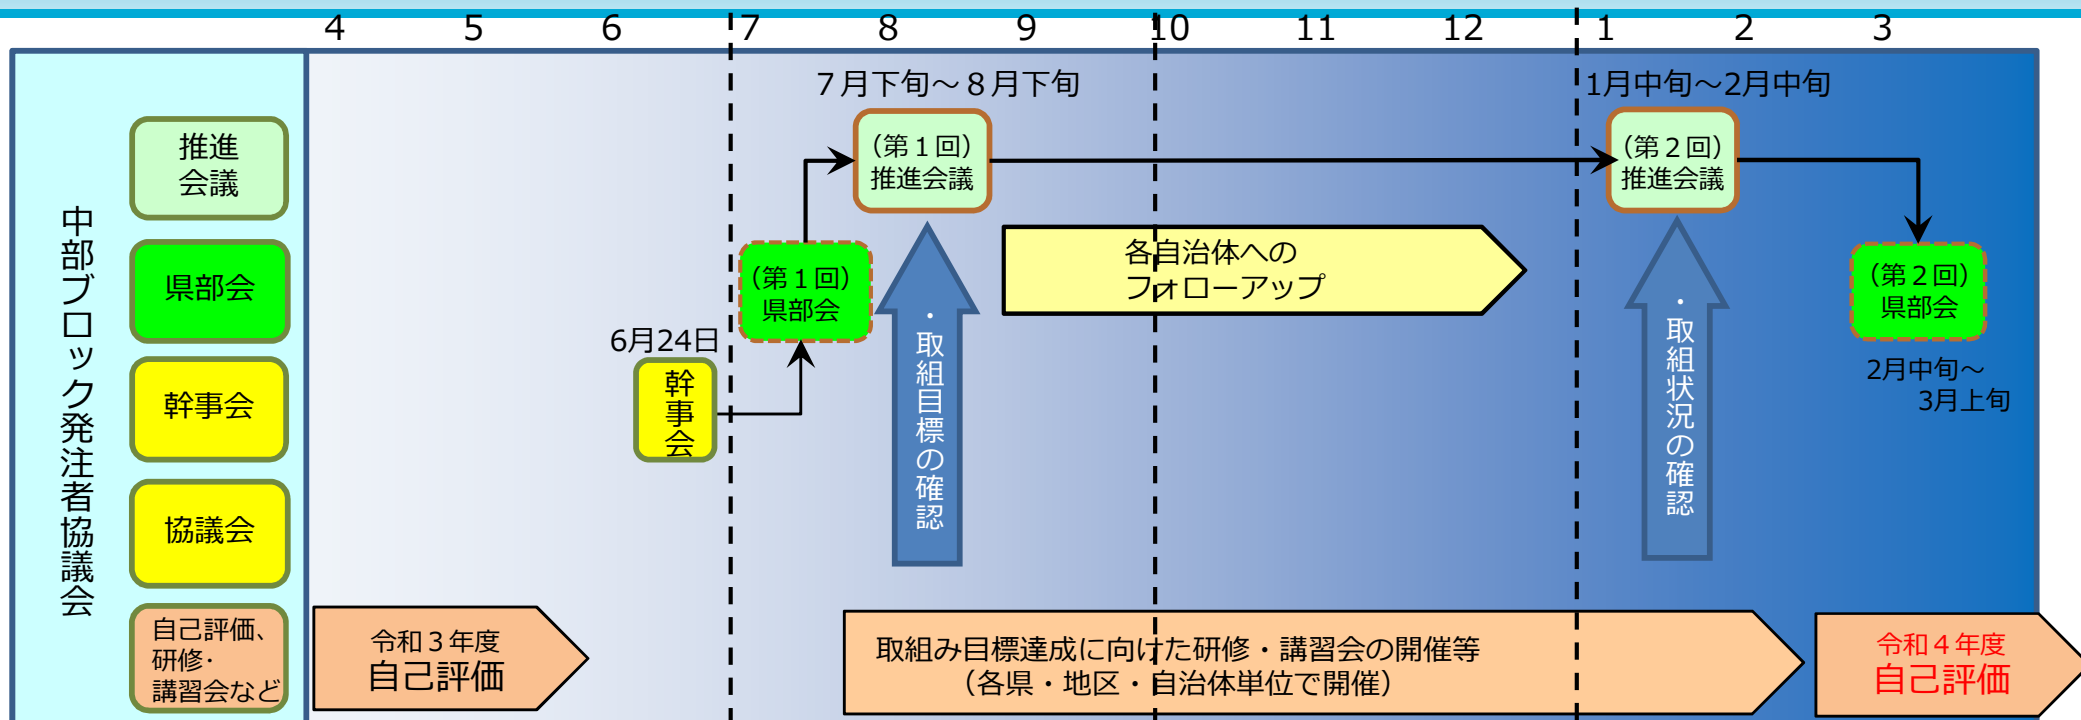 4 5 6 7 8 9 10 11 12 1 2 3
中部ブロック発注者協議会
推進
会議
県部会
幹事会
協議会
自己評価、
研修・
講習会など
7月下旬～8月下旬
1月中旬～2月中旬
（第1回）
推進会議
（第2回）
推進会議
（第1回）
県部会
各自治体への
フォローアップ
（第2回）
県部会
2月中旬～
3月上旬
6月24日
幹事会
・取組目標の確認
・取組状況の確認
令和3年度
自己評価
取組み目標達成に向けた研修・講習会の開催等
（各県・地区・自治体単位で開催）
令和4年度
自己評価